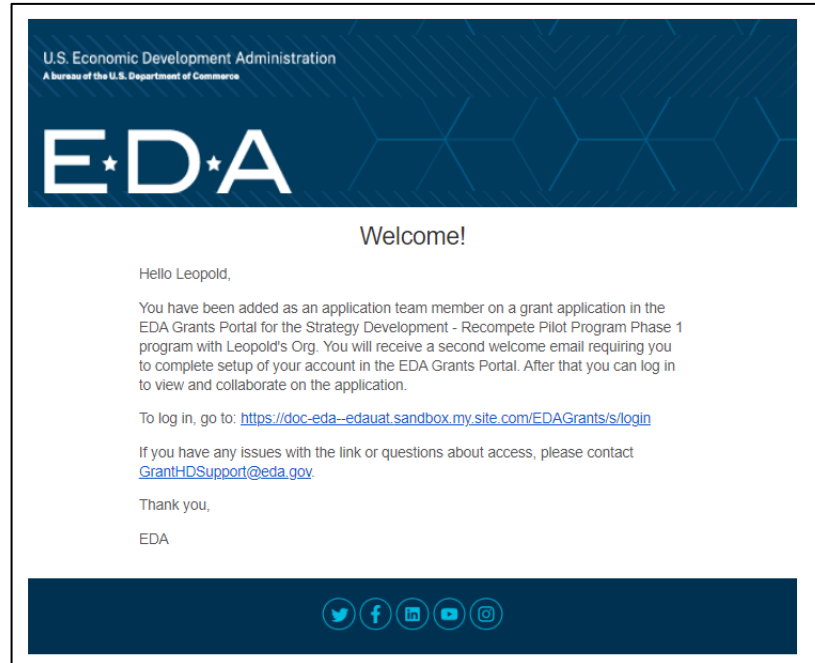 U.S. Economic Development Administration
A bureau of the U.S. Department of Commerce
E★D★A
Welcome!
Hello Leopold,
You have been added as an application team member on a grant application in the
EDA Grants Portal for the Strategy Development - Recompete Pilot Program Phase 1
program with Leopold's Org. You will receive a second welcome email requiring you
to complete setup of your account in the EDA Grants Portal. After that you can log in
to view and collaborate on the application.
To log in, go to: https://doc-eda--edauat.sandbox.my.site.com/EDAGrants/s/login
If you have any issues with the link or questions about access, please contact
GrantHDSupport@eda.gov.
Thank you,
EDA